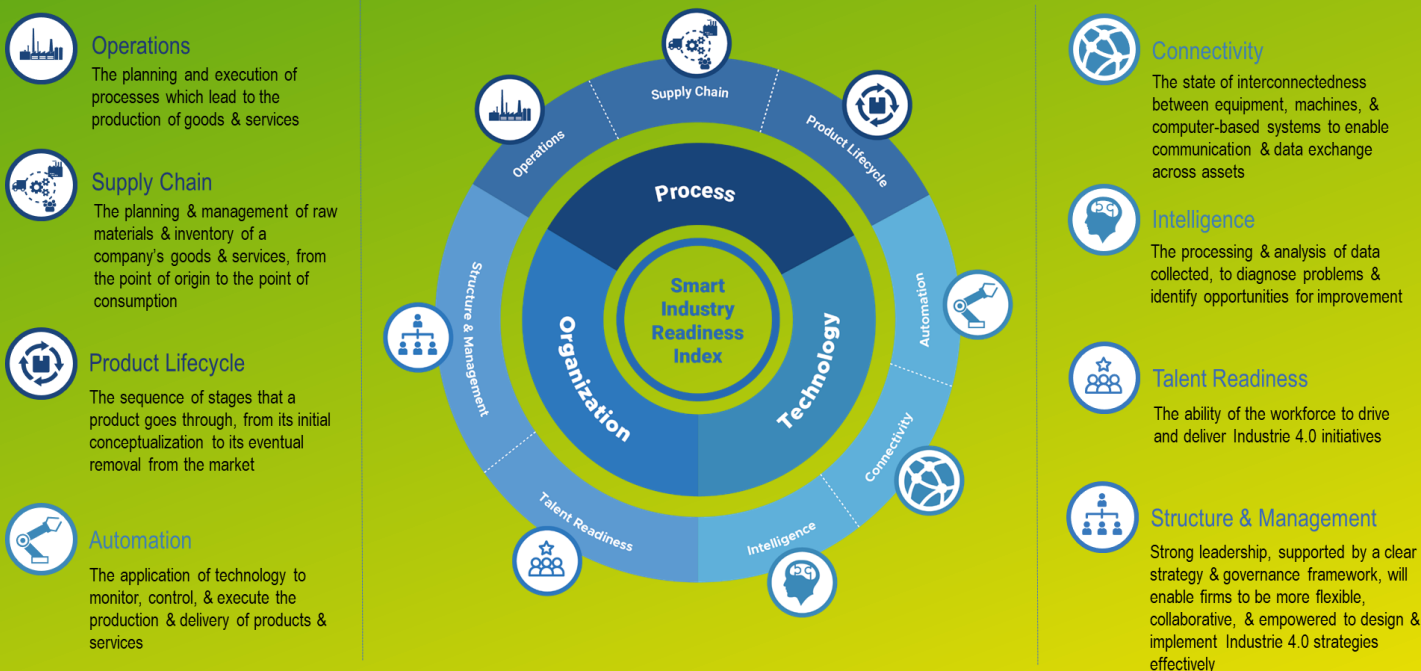 Operations
The planning and execution of
processes which lead to the
production of goods & services
Supply Chain
The planning & management of raw
materials & inventory of a
company's goods & services, from
the point of origin to the point of
consumption
Product Lifecycle
The sequence of stages that a
product goes through, from its initial
conceptualization to its eventual
removal from the market
Automation
The application of technology to
monitor, control, & execute the
production & delivery of products &
services
Supply Chain
Operations
Product Lifecycle
Process
Structure & Management
Automation
Smart
Industry
Readiness
Index
Organization
Technology
Connectivity
Talent Readiness
Intelligence
Connectivity
The state of interconnectedness
between equipment, machines, &
computer-based systems to enable
communication & data exchange
across assets
Intelligence
The processing & analysis of data
collected, to diagnose problems &
identify opportunities for improvement
Talent Readiness
The ability of the workforce to drive
and deliver Industrie 4.0 initiatives
Structure & Management
Strong leadership, supported by a clear
strategy & governance framework, will
enable firms to be more flexible,
collaborative, & empowered to design &
implement Industrie 4.0 strategies
effectively